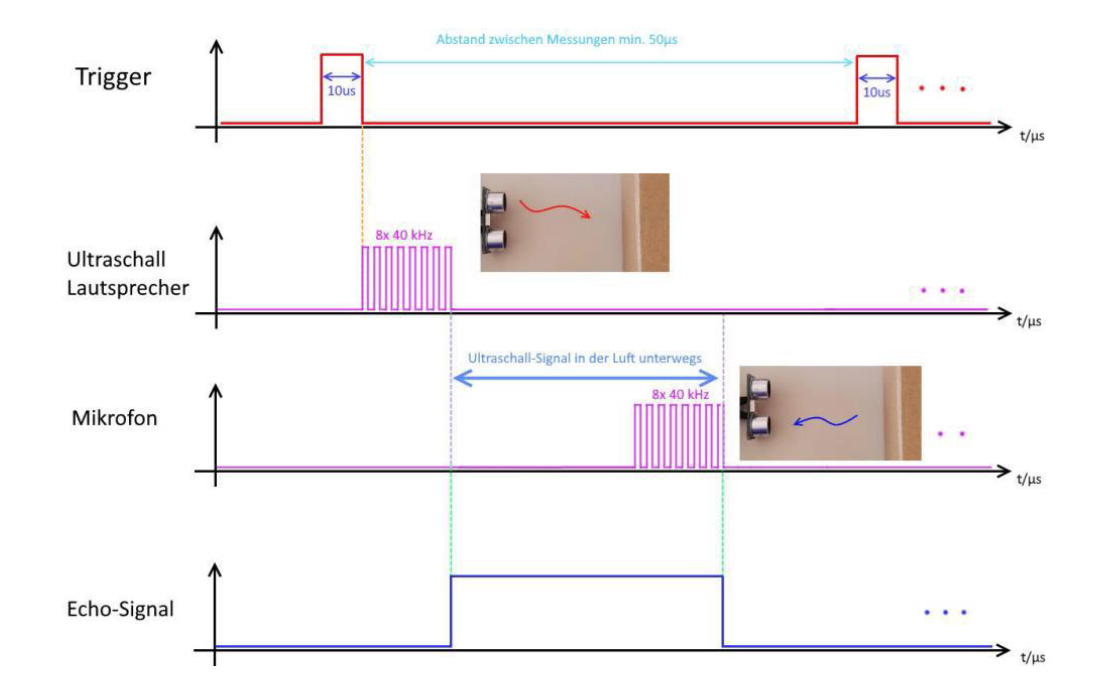 Abstand zwischen Messungen min. 50µs
Trigger
10us
10us
t/µs
8x 40 kHz
Ultraschall
Lautsprecher
t/µs
Ultraschall-Signal in der Luft unterwegs
8x 40 kHz
Mikrofon
t/µs
Echo-Signal
t/µs